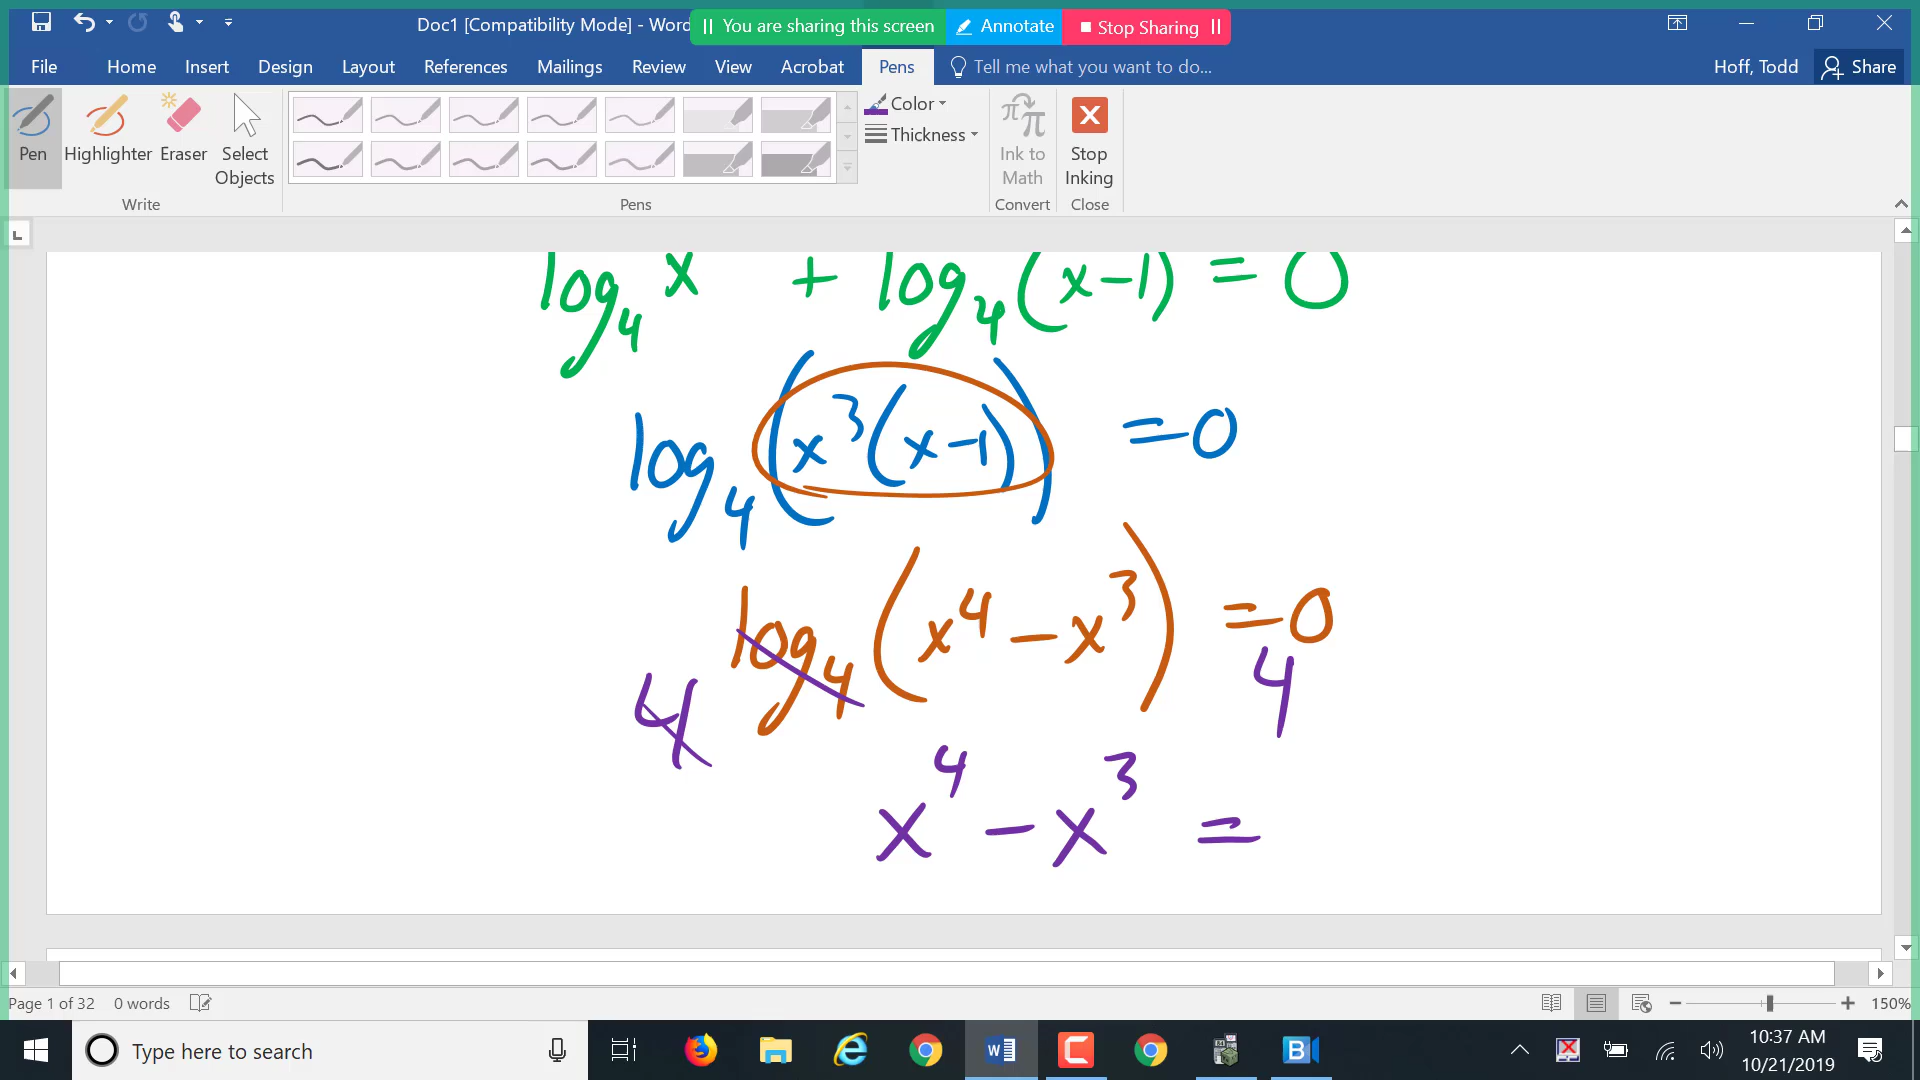 Doc1 [Compatibility Mode] - Word
You are sharing this screen
Annotate
Stop Sharing
File Home Insert Design Layout References Mailings Review View Acrobat Pens Tell me what you want to do... Hoff, Todd Share
Pen
Highlighter
Eraser
Select Objects
Color
Thickness
Ink to Math
Stop Inking
Write Pens Convert Close
log₄ x + log₄(x-1) = 0
log₄(x³(x-1)) = 0
log₄(x⁴ - x³) = 0
4 4
x⁴ - x³ =
Page 1 of 32 0 words 150%
Type here to search
10:37 AM
10/21/2019